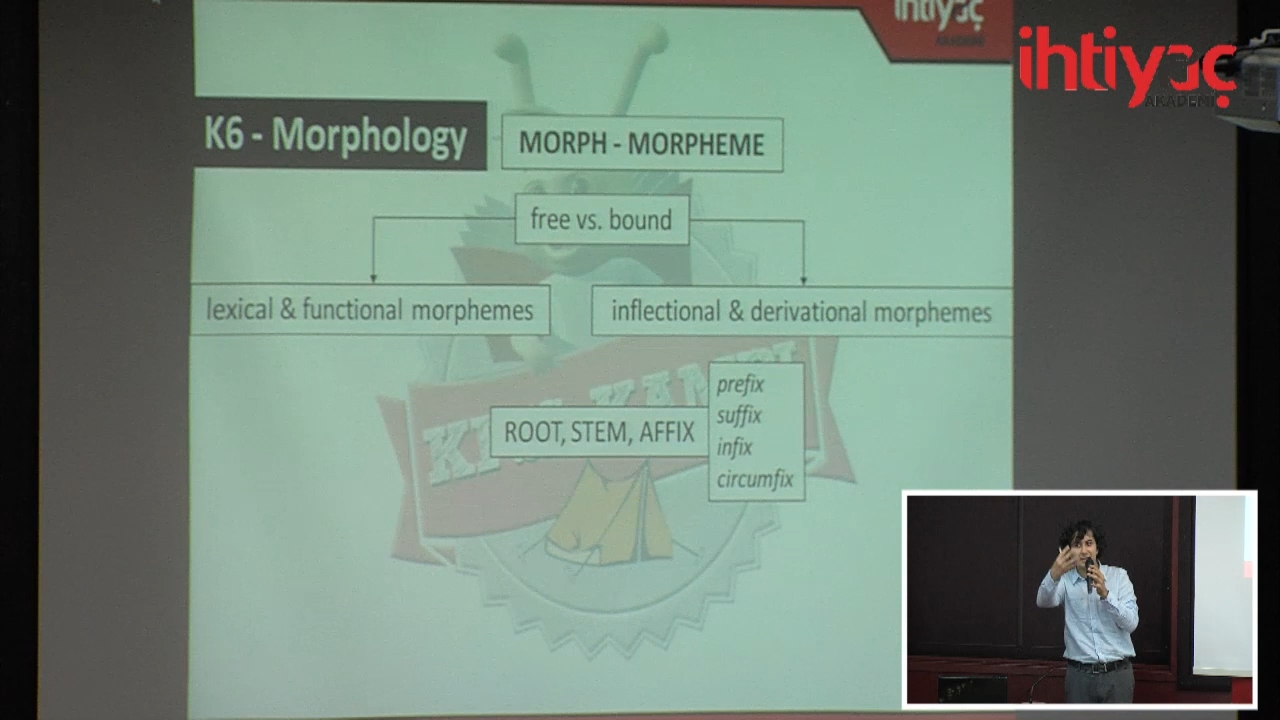 ihtiyaç
AKADEMİ
ihtiyaç
AKADEMİ
K6 - Morphology
MORPH - MORPHEME
free vs. bound
lexical & functional morphemes
inflectional & derivational morphemes
ROOT, STEM, AFFIX
prefix
suffix
infix
circumfix